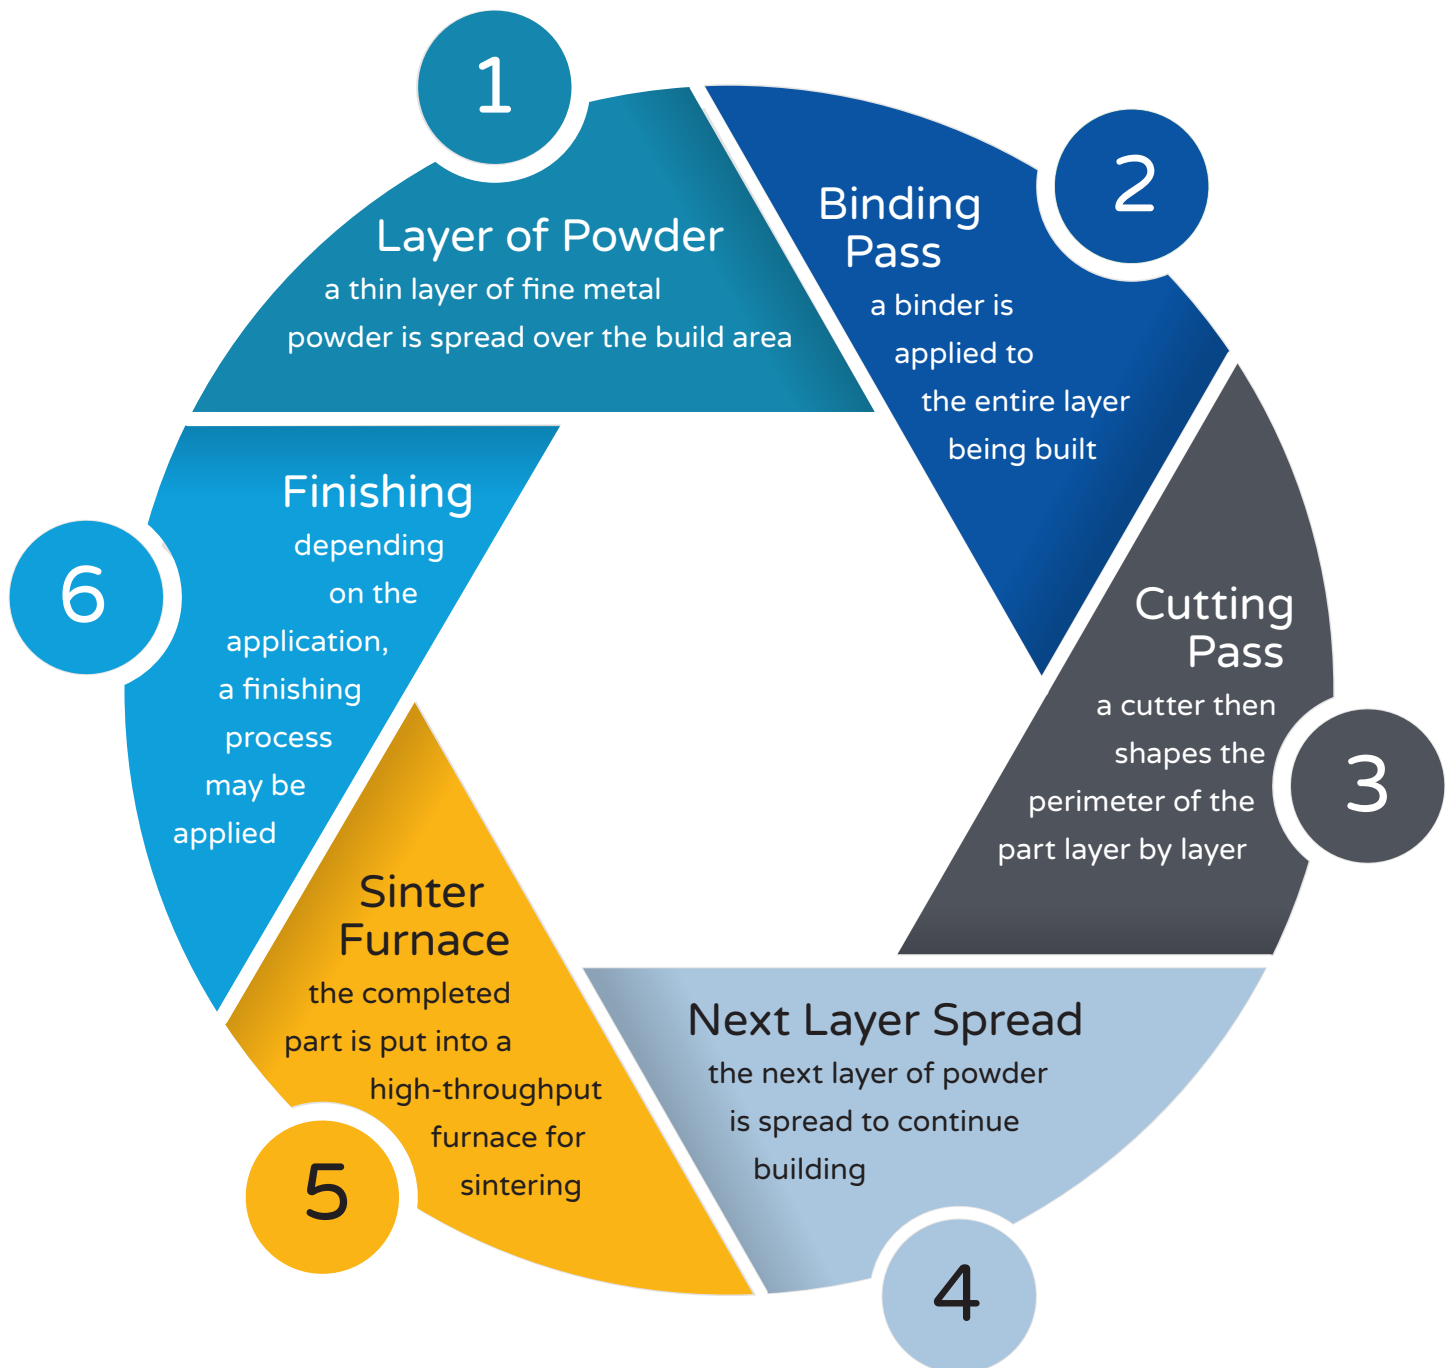 1
Layer of Powder
a thin layer of fine metal
powder is spread over the build area
2
Binding
Pass
a binder is
applied to
the entire layer
being built
3
Cutting
Pass
a cutter then
shapes the
perimeter of the
part layer by layer
4
Next Layer Spread
the next layer of powder
is spread to continue
building
5
Sinter
Furnace
the completed
part is put into a
high-throughput
furnace for
sintering
6
Finishing
depending
on the
application,
a finishing
process
may be
applied